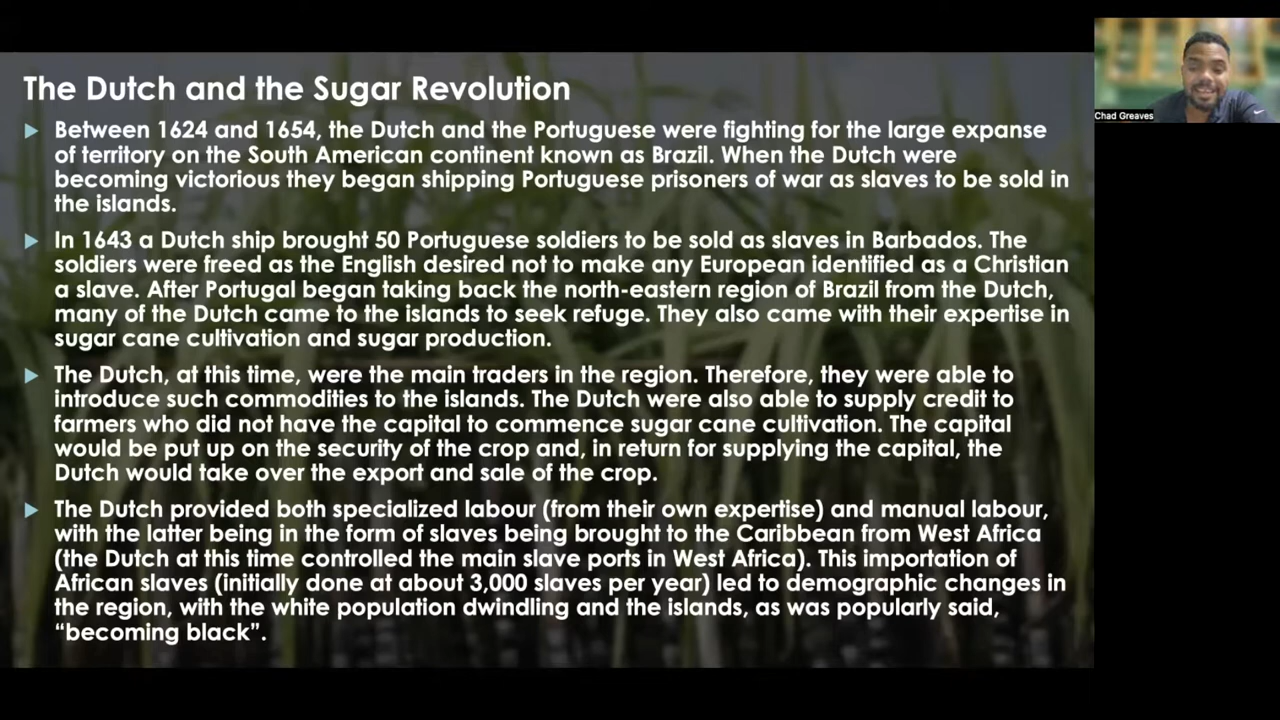 The Dutch and the Sugar Revolution
Between 1624 and 1654, the Dutch and the Portuguese were fighting for the large expanse
of territory on the South American continent known as Brazil. When the Dutch were
becoming victorious they began shipping Portuguese prisoners of war as slaves to be sold in
the islands.
In 1643 a Dutch ship brought 50 Portuguese soldiers to be sold as slaves in Barbados. The
soldiers were freed as the English desired not to make any European identified as a Christian
a slave. After Portugal began taking back the north-eastern region of Brazil from the Dutch,
many of the Dutch came to the islands to seek refuge. They also came with their expertise in
sugar cane cultivation and sugar production.
The Dutch, at this time, were the main traders in the region. Therefore, they were able to
introduce such commodities to the islands. The Dutch were also able to supply credit to
farmers who did not have the capital to commence sugar cane cultivation. The capital
would be put up on the security of the crop and, in return for supplying the capital, the
Dutch would take over the export and sale of the crop.
The Dutch provided both specialized labour (from their own expertise) and manual labour,
with the latter being in the form of slaves being brought to the Caribbean from West Africa
(the Dutch at this time controlled the main slave ports in West Africa). This importation of
African slaves (initially done at about 3,000 slaves per year) led to demographic changes in
the region, with the white population dwindling and the islands, as was popularly said,
“becoming black”.
Chad Greaves